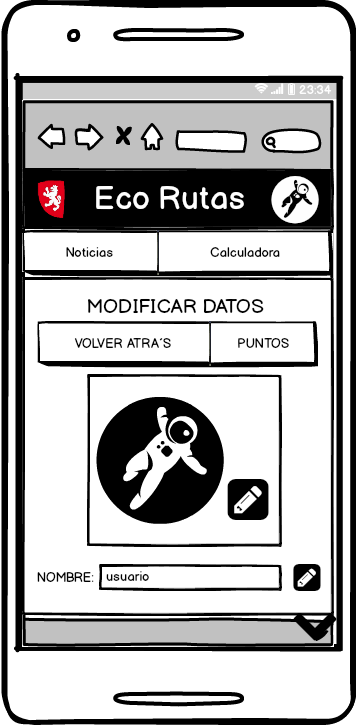 23:34
Eco Rutas
Noticias Calculadora
MODIFICAR DATOS
VOLVER ATRA´S PUNTOS
NOMBRE: usuario